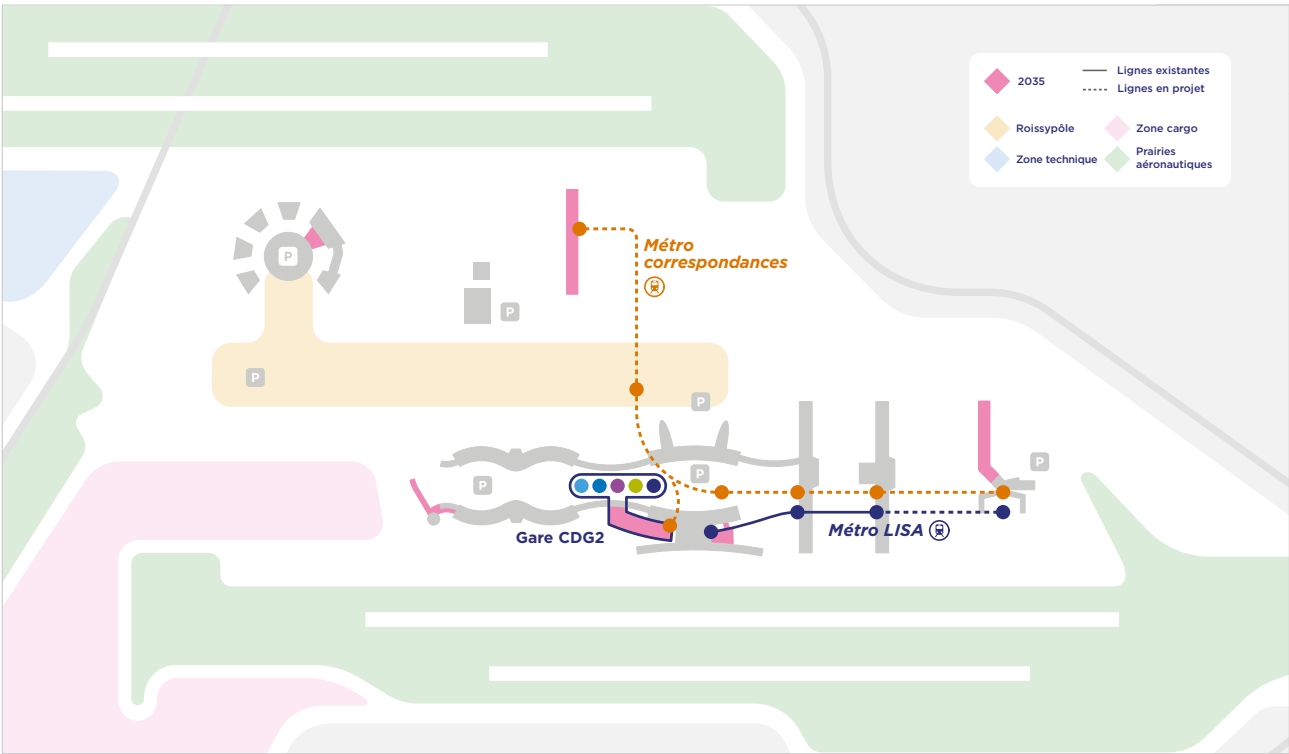 2035
Lignes existantes
Lignes en projet
Roissypôle
Zone cargo
Zone technique
Prairies
aéronautiques
P
Métro
correspondances
P
P
P
P
P
P
Gare CDG2
Métro LISA